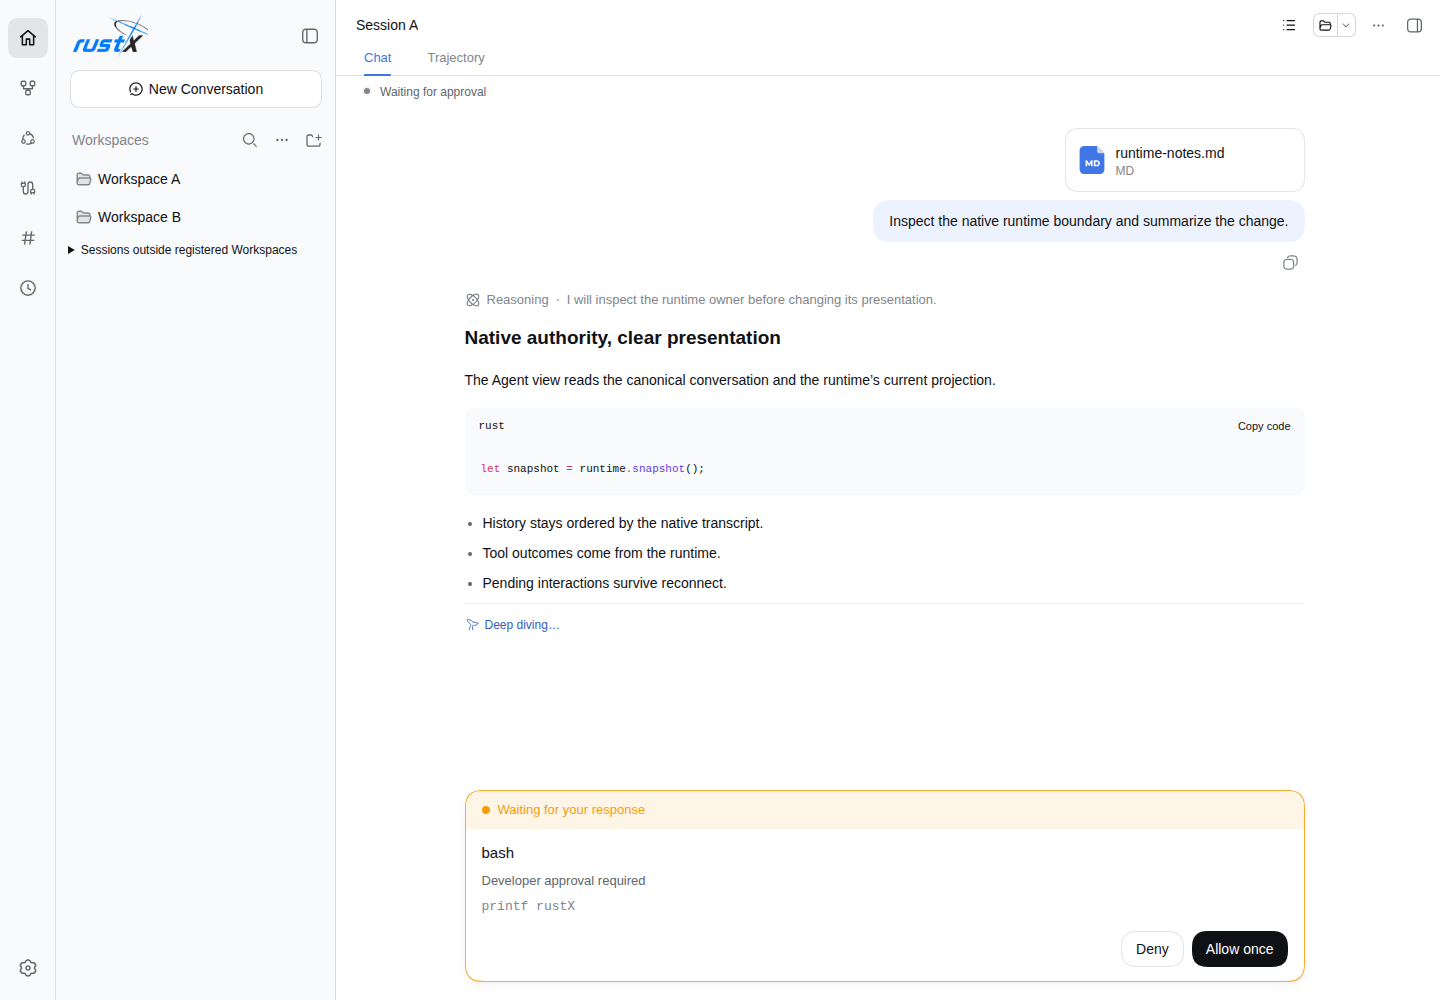 rustX
New Conversation
Workspaces
Workspace A
Workspace B
Sessions outside registered Workspaces
Session A
Chat
Trajectory
Waiting for approval
MD
runtime-notes.md
MD
Inspect the native runtime boundary and summarize the change.
Reasoning · I will inspect the runtime owner before changing its presentation.
Native authority, clear presentation
The Agent view reads the canonical conversation and the runtime’s current projection.
rust
Copy code
let snapshot = runtime.snapshot();
History stays ordered by the native transcript.
Tool outcomes come from the runtime.
Pending interactions survive reconnect.
Deep diving…
Waiting for your response
bash
Developer approval required
printf rustX
Deny
Allow once